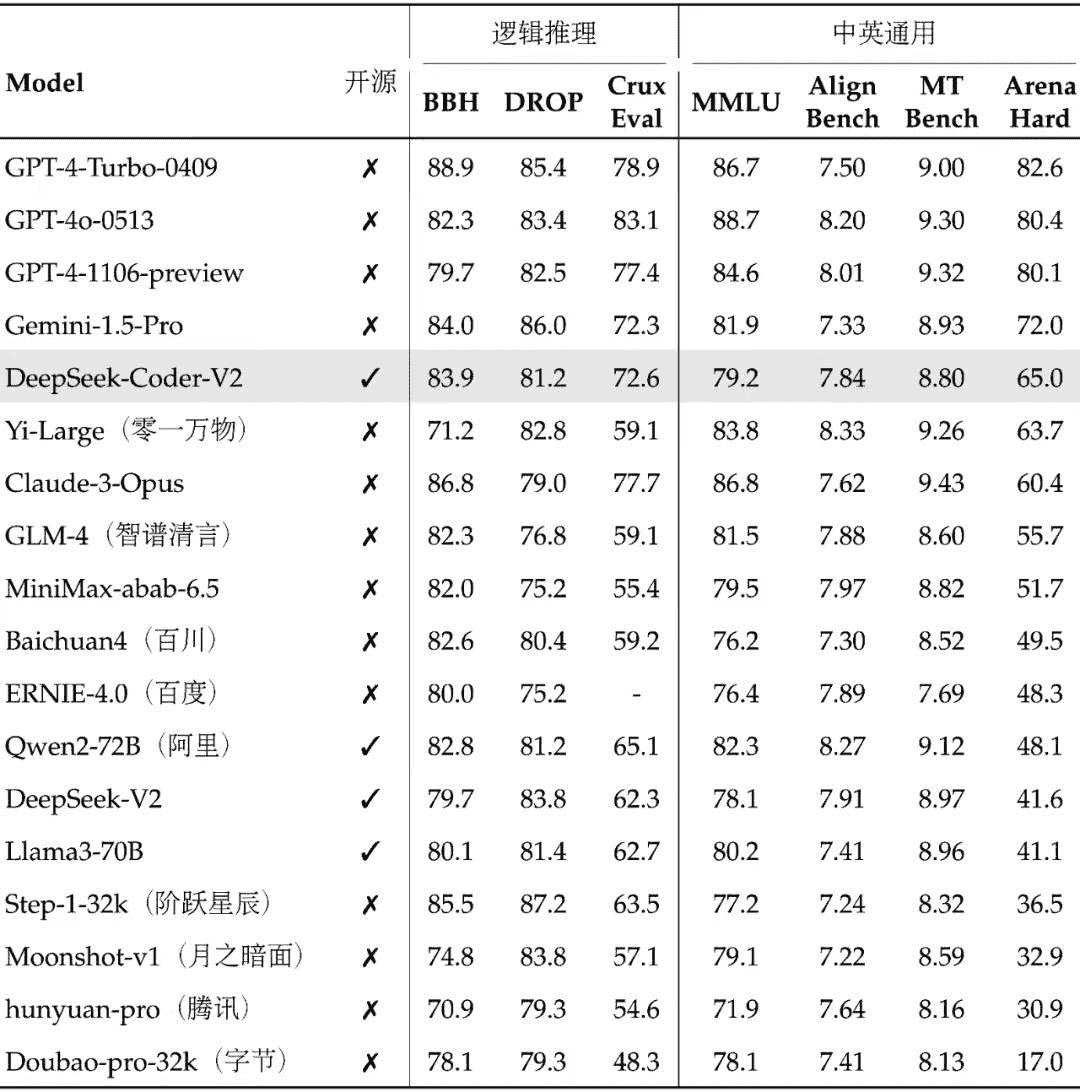 逻辑推理 中英通用
Model 开源 BBH DROP Crux Eval MMLU Align Bench MT Bench Arena Hard
GPT-4-Turbo-0409 ✗ 88.9 85.4 78.9 86.7 7.50 9.00 82.6
GPT-4o-0513 ✗ 82.3 83.4 83.1 88.7 8.20 9.30 80.4
GPT-4-1106-preview ✗ 79.7 82.5 77.4 84.6 8.01 9.32 80.1
Gemini-1.5-Pro ✗ 84.0 86.0 72.3 81.9 7.33 8.93 72.0
DeepSeek-Coder-V2 ✓ 83.9 81.2 72.6 79.2 7.84 8.80 65.0
Yi-Large（零一万物） ✗ 71.2 82.8 59.1 83.8 8.33 9.26 63.7
Claude-3-Opus ✗ 86.8 79.0 77.7 86.8 7.62 9.43 60.4
GLM-4（智谱清言） ✗ 82.3 76.8 59.1 81.5 7.88 8.60 55.7
MiniMax-abab-6.5 ✗ 82.0 75.2 55.4 79.5 7.97 8.82 51.7
Baichuan4（百川） ✗ 82.6 80.4 59.2 76.2 7.30 8.52 49.5
ERNIE-4.0（百度） ✗ 80.0 75.2 - 76.4 7.89 7.69 48.3
Qwen2-72B（阿里） ✓ 82.8 81.2 65.1 82.3 8.27 9.12 48.1
DeepSeek-V2 ✓ 79.7 83.8 62.3 78.1 7.91 8.97 41.6
Llama3-70B ✓ 80.1 81.4 62.7 80.2 7.41 8.96 41.1
Step-1-32k（阶跃星辰） ✗ 85.5 87.2 63.5 77.2 7.24 8.32 36.5
Moonshot-v1（月之暗面） ✗ 74.8 83.8 57.1 79.1 7.22 8.59 32.9
hunyuan-pro（腾讯） ✗ 70.9 79.3 54.6 71.9 7.64 8.16 30.9
Doubao-pro-32k（字节） ✗ 78.1 79.3 48.3 78.1 7.41 8.13 17.0